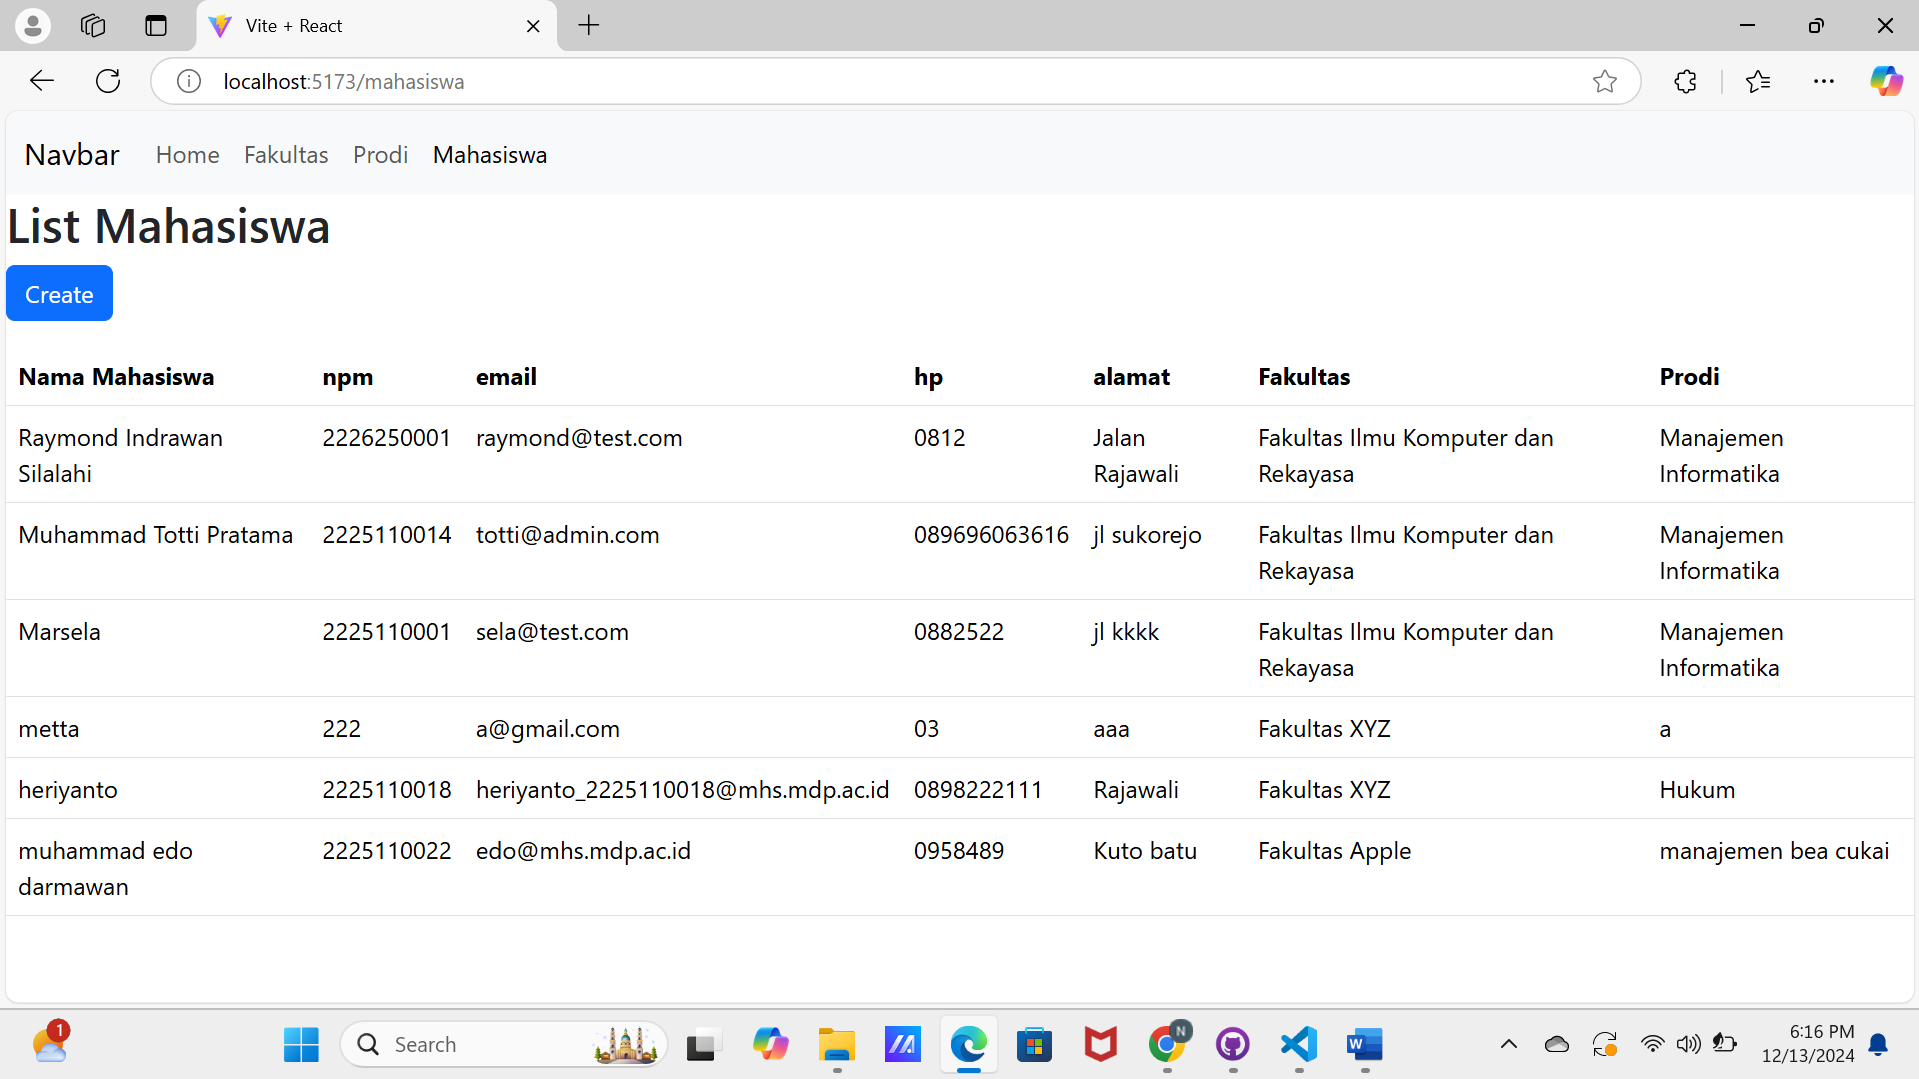 Vite + React
localhost:5173/mahasiswa
Navbar Home Fakultas Prodi Mahasiswa
List Mahasiswa
Create
Nama Mahasiswa npm email hp alamat Fakultas Prodi
Raymond Indrawan 2226250001 raymond@test.com 0812 Jalan Fakultas Ilmu Komputer dan Manajemen
Silalahi Rajawali Rekayasa Informatika
Muhammad Totti Pratama 2225110014 totti@admin.com 089696063616 jl sukorejo Fakultas Ilmu Komputer dan Manajemen
Rekayasa Informatika
Marsela 2225110001 sela@test.com 0882522 jl kkkk Fakultas Ilmu Komputer dan Manajemen
Rekayasa Informatika
metta 222 a@gmail.com 03 aaa Fakultas XYZ a
heriyanto 2225110018 heriyanto_2225110018@mhs.mdp.ac.id 0898222111 Rajawali Fakultas XYZ Hukum
muhammad edo 2225110022 edo@mhs.mdp.ac.id 0958489 Kuto batu Fakultas Apple manajemen bea cukai
darmawan
1
Search
N
W
6:16 PM
12/13/2024